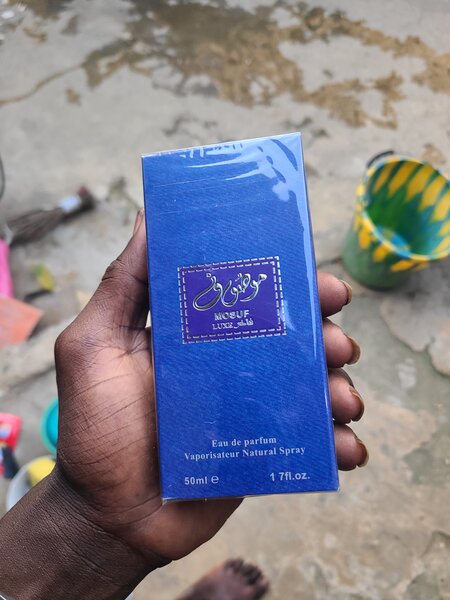 موصوف
MOSUF
LUXE فاخر
Eau de parfum
Vaporisateur Natural Spray
50ml e 1 7fl.oz.